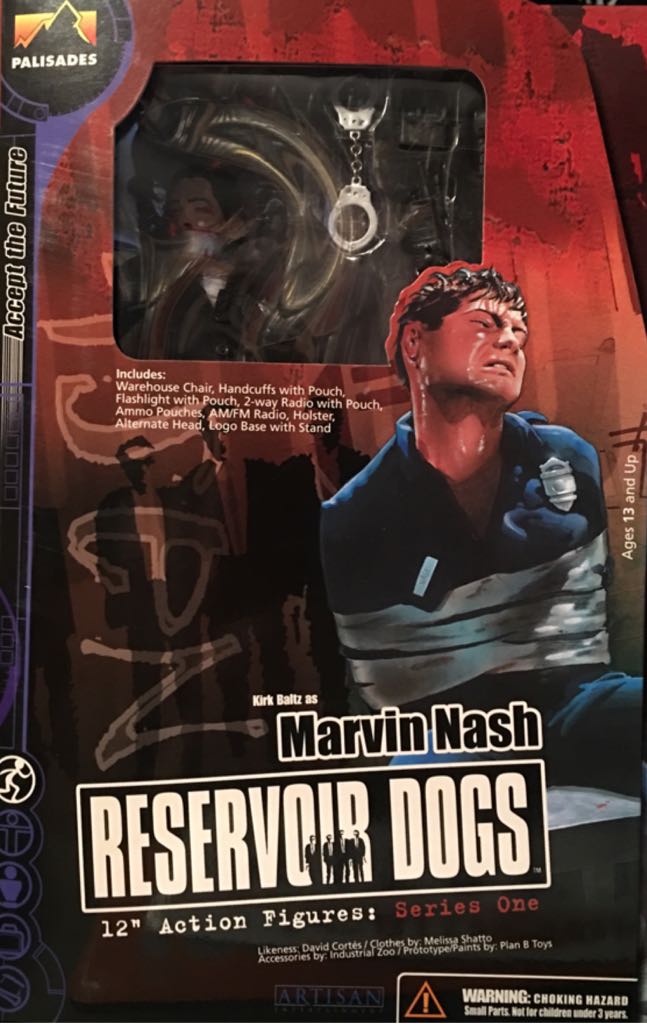 PALISADES
Accept the Future
Includes:
Warehouse Chair, Handcuffs with Pouch,
Flashlight with Pouch, 2-way Radio with Pouch,
Ammo Pouches, AM/FM Radio, Holster,
Alternate Head, Logo Base with Stand
Ages 13 and Up
Kirk Baltz as
Marvin Nash
RESERVOIR DOGS™
12" Action Figures: Series One
Likeness: David Cortés / Clothes by: Melissa Shatto
Accessories by: Industrial Zoo / Prototype/Paints by: Plan B Toys
ARTISAN
ENTERTAINMENT
WARNING: CHOKING HAZARD
Small Parts. Not for children under 3 years.